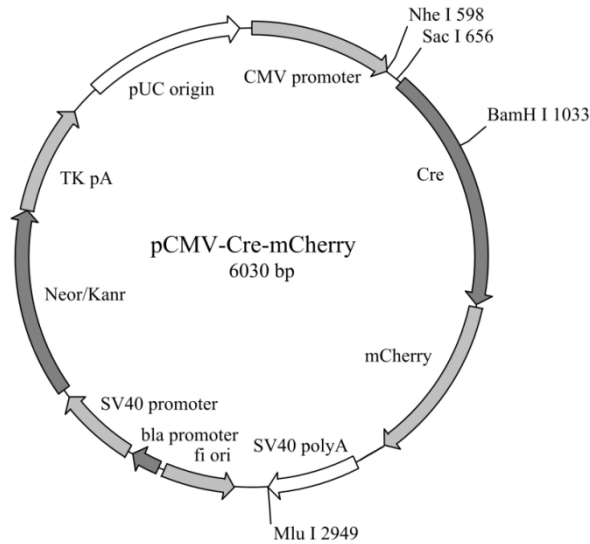 Nhe I 598
Sac I 656
CMV promoter
pUC origin
BamH I 1033
Cre
TK pA
pCMV-Cre-mCherry
6030 bp
Neor/Kanr
mCherry
SV40 promoter
bla promoter
SV40 polyA
fi ori
Mlu I 2949